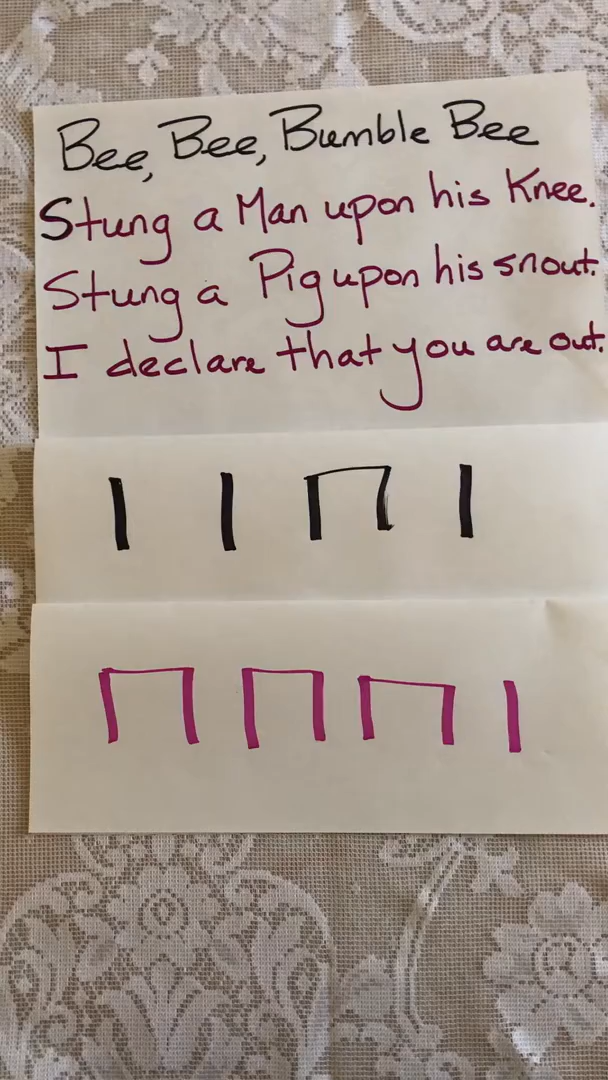 Bee, Bee, Bumble Bee
Stung a Man upon his Knee.
Stung a Pig upon his snout.
I declare that you are out.